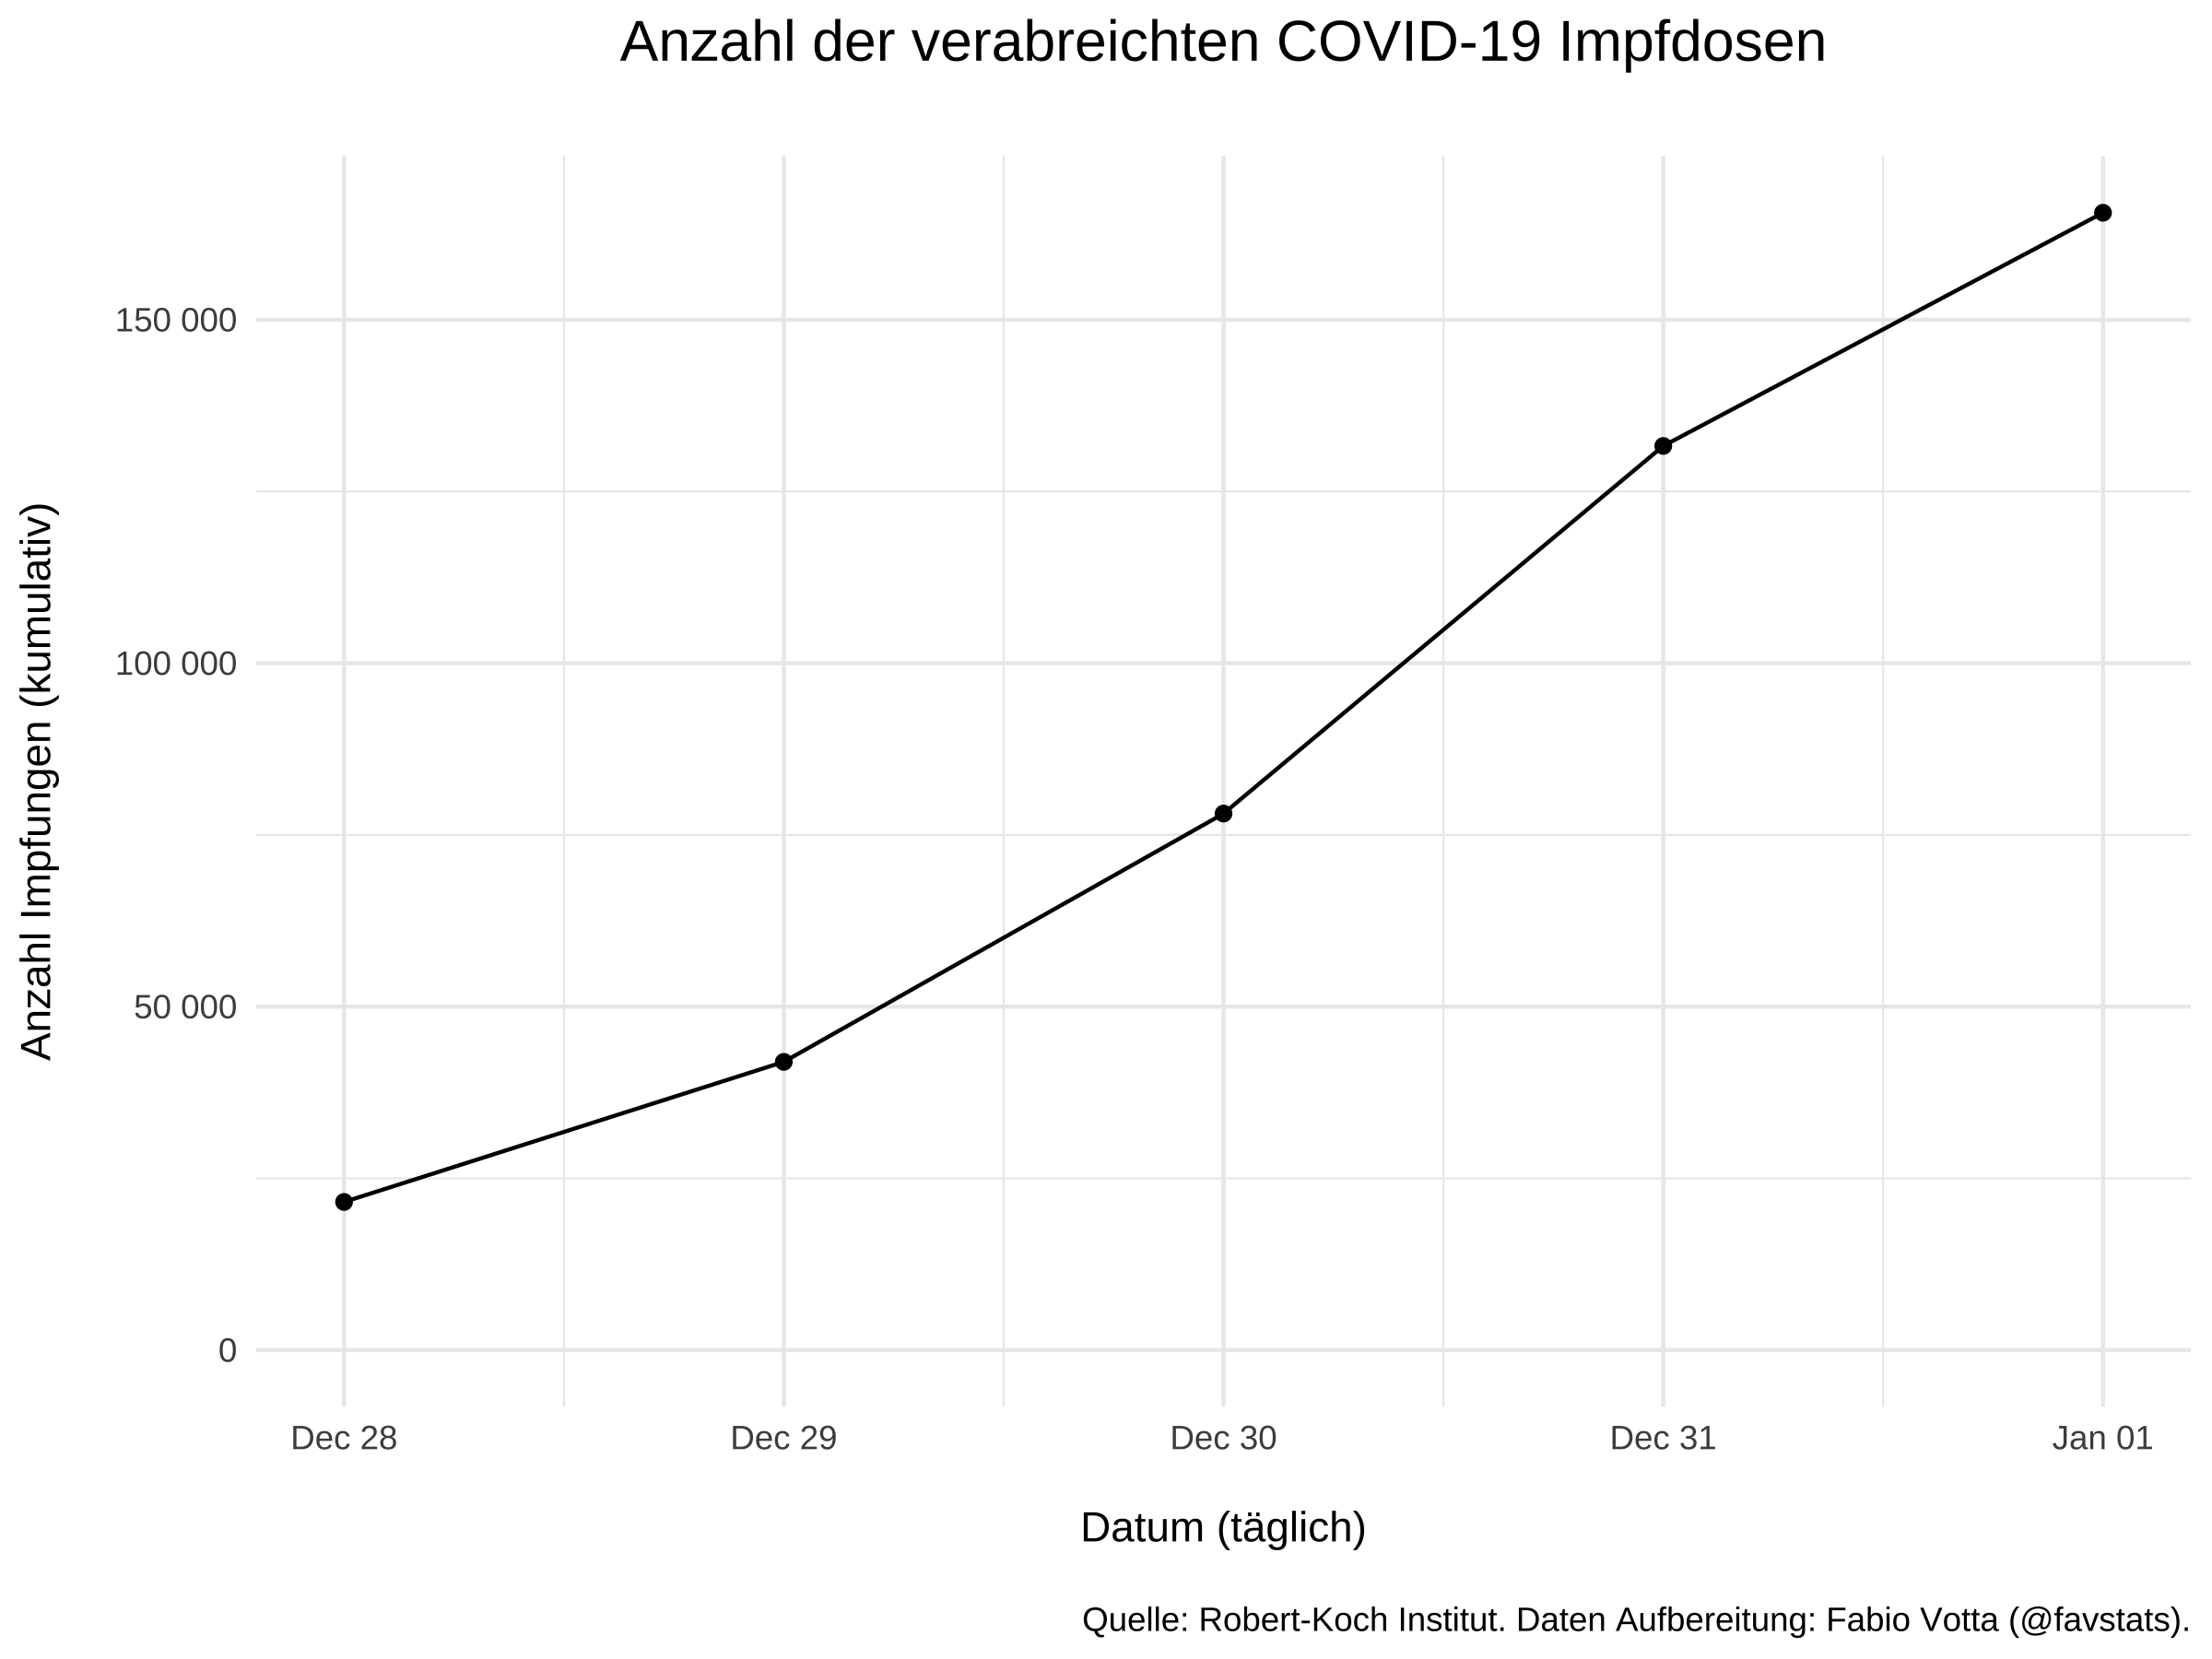 Anzahl der verabreichten COVID-19 Impfdosen
Anzahl Impfungen (kumulativ)
150 000
100 000
50 000
0
Dec 28
Dec 29
Dec 30
Dec 31
Jan 01
Datum (täglich)
Quelle: Robert-Koch Institut. Daten Aufbereitung: Fabio Votta (@favstats).